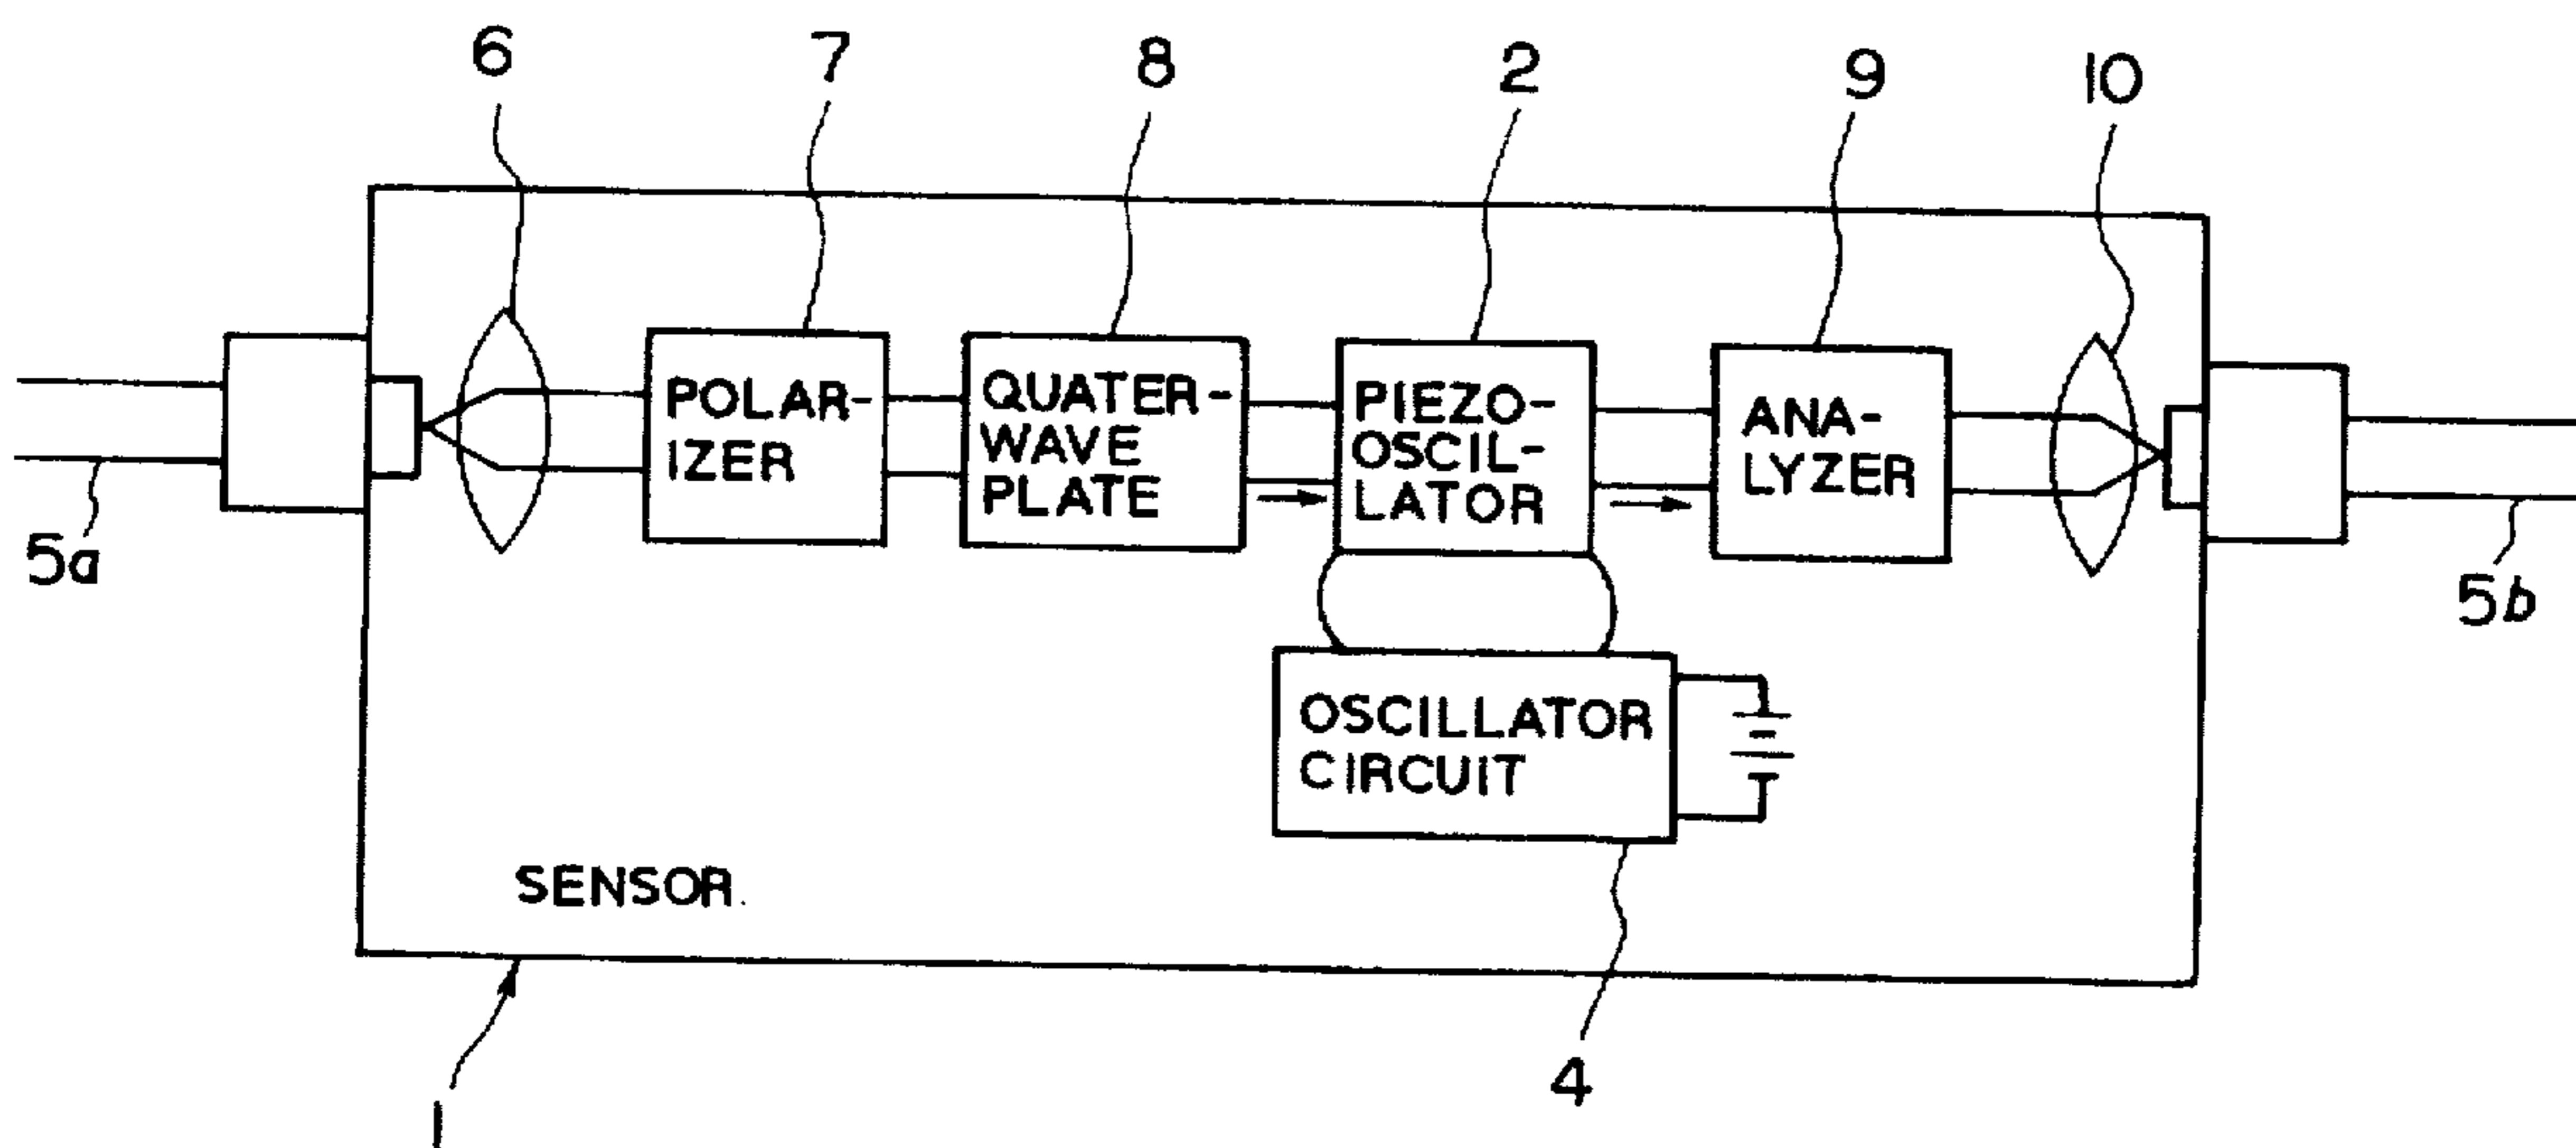 6
7
8
2
9
10
POLAR-
IZER
QUATER-
WAVE
PLATE
PIEZO-
OSCIL-
LATOR
ANA-
LYZER
5a
5b
OSCILLATOR
CIRCUIT
SENSOR
4
1